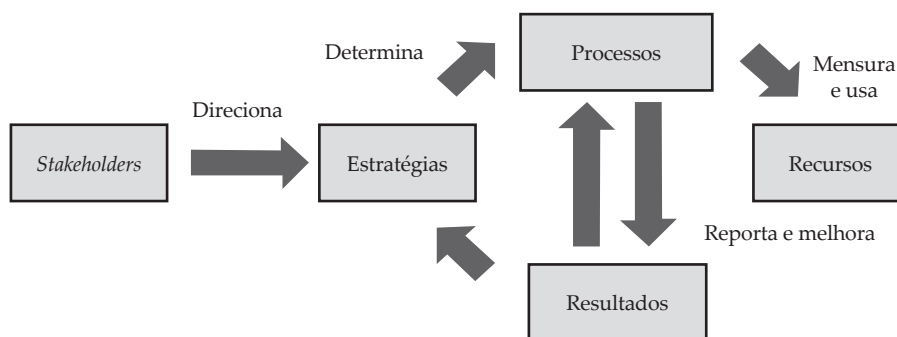 Determina
Processos
Mensura
e usa
Direciona
Stakeholders
Estratégias
Recursos
Reporta e melhora
Resultados